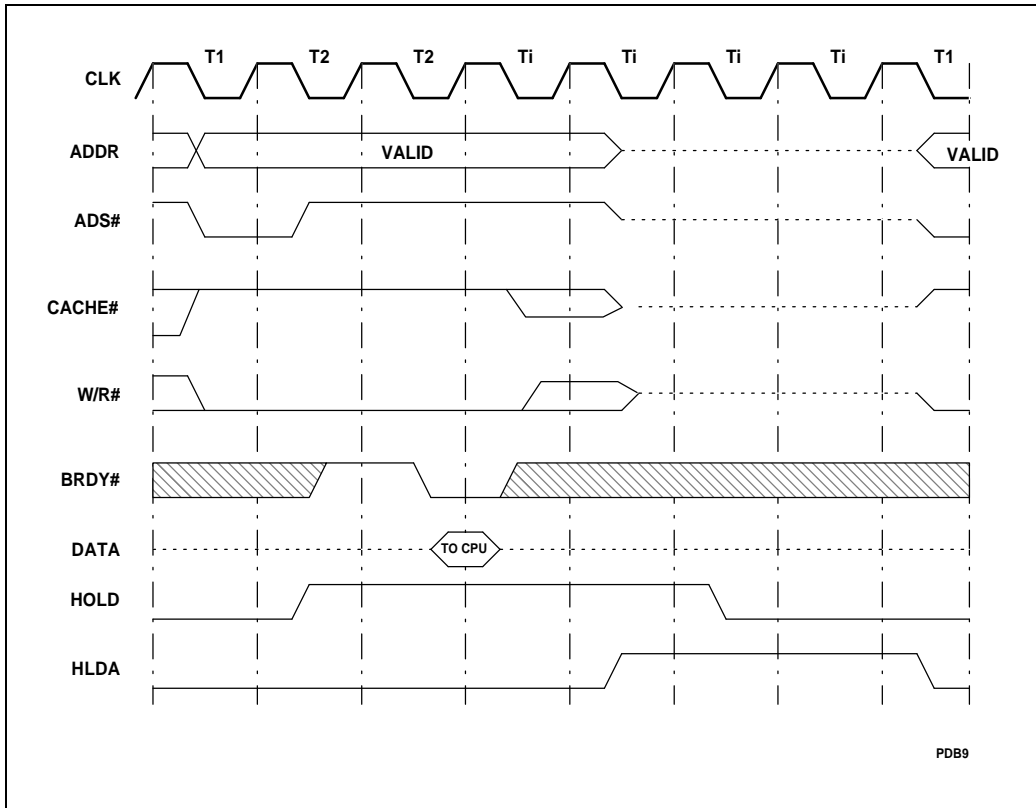 T1 T2 T2 Ti Ti Ti Ti T1
CLK
ADDR VALID VALID
ADS#
CACHE#
W/R#
BRDY#
DATA TO CPU
HOLD
HLDA
PDB9